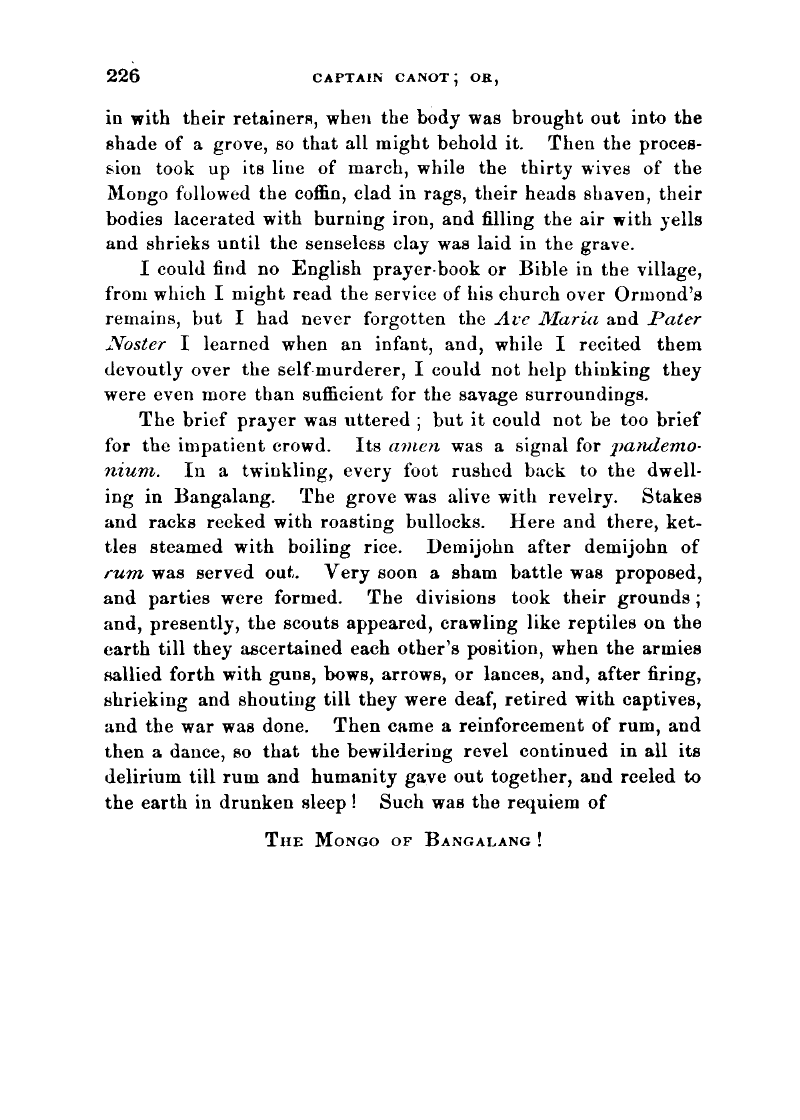 226 CAPTAIN CANOT; OR,
in with their retainers, when the body was brought out into the
shade of a grove, so that all might behold it. Then the proces-
sion took up its line of march, while the thirty wives of the
Mongo followed the coffin, clad in rags, their heads shaven, their
bodies lacerated with burning iron, and filling the air with yells
and shrieks until the senseless clay was laid in the grave.
I could find no English prayer-book or Bible in the village,
from which I might read the service of his church over Ormond's
remains, but I had never forgotten the Ave Maria and Pater
Noster I learned when an infant, and, while I recited them
devoutly over the self-murderer, I could not help thinking they
were even more than sufficient for the savage surroundings.
The brief prayer was uttered; but it could not be too brief
for the impatient crowd. Its amen was a signal for pandemo-
nium. In a twinkling, every foot rushed back to the dwell-
ing in Bangalang. The grove was alive with revelry. Stakes
and racks reeked with roasting bullocks. Here and there, ket-
tles steamed with boiling rice. Demijohn after demijohn of
rum was served out. Very soon a sham battle was proposed,
and parties were formed. The divisions took their grounds;
and, presently, the scouts appeared, crawling like reptiles on the
earth till they ascertained each other's position, when the armies
sallied forth with guns, bows, arrows, or lances, and, after firing,
shrieking and shouting till they were deaf, retired with captives,
and the war was done. Then came a reinforcement of rum, and
then a dance, so that the bewildering revel continued in all its
delirium till rum and humanity gave out together, and reeled to
the earth in drunken sleep! Such was the requiem of
THE MONGO OF BANGALANG!